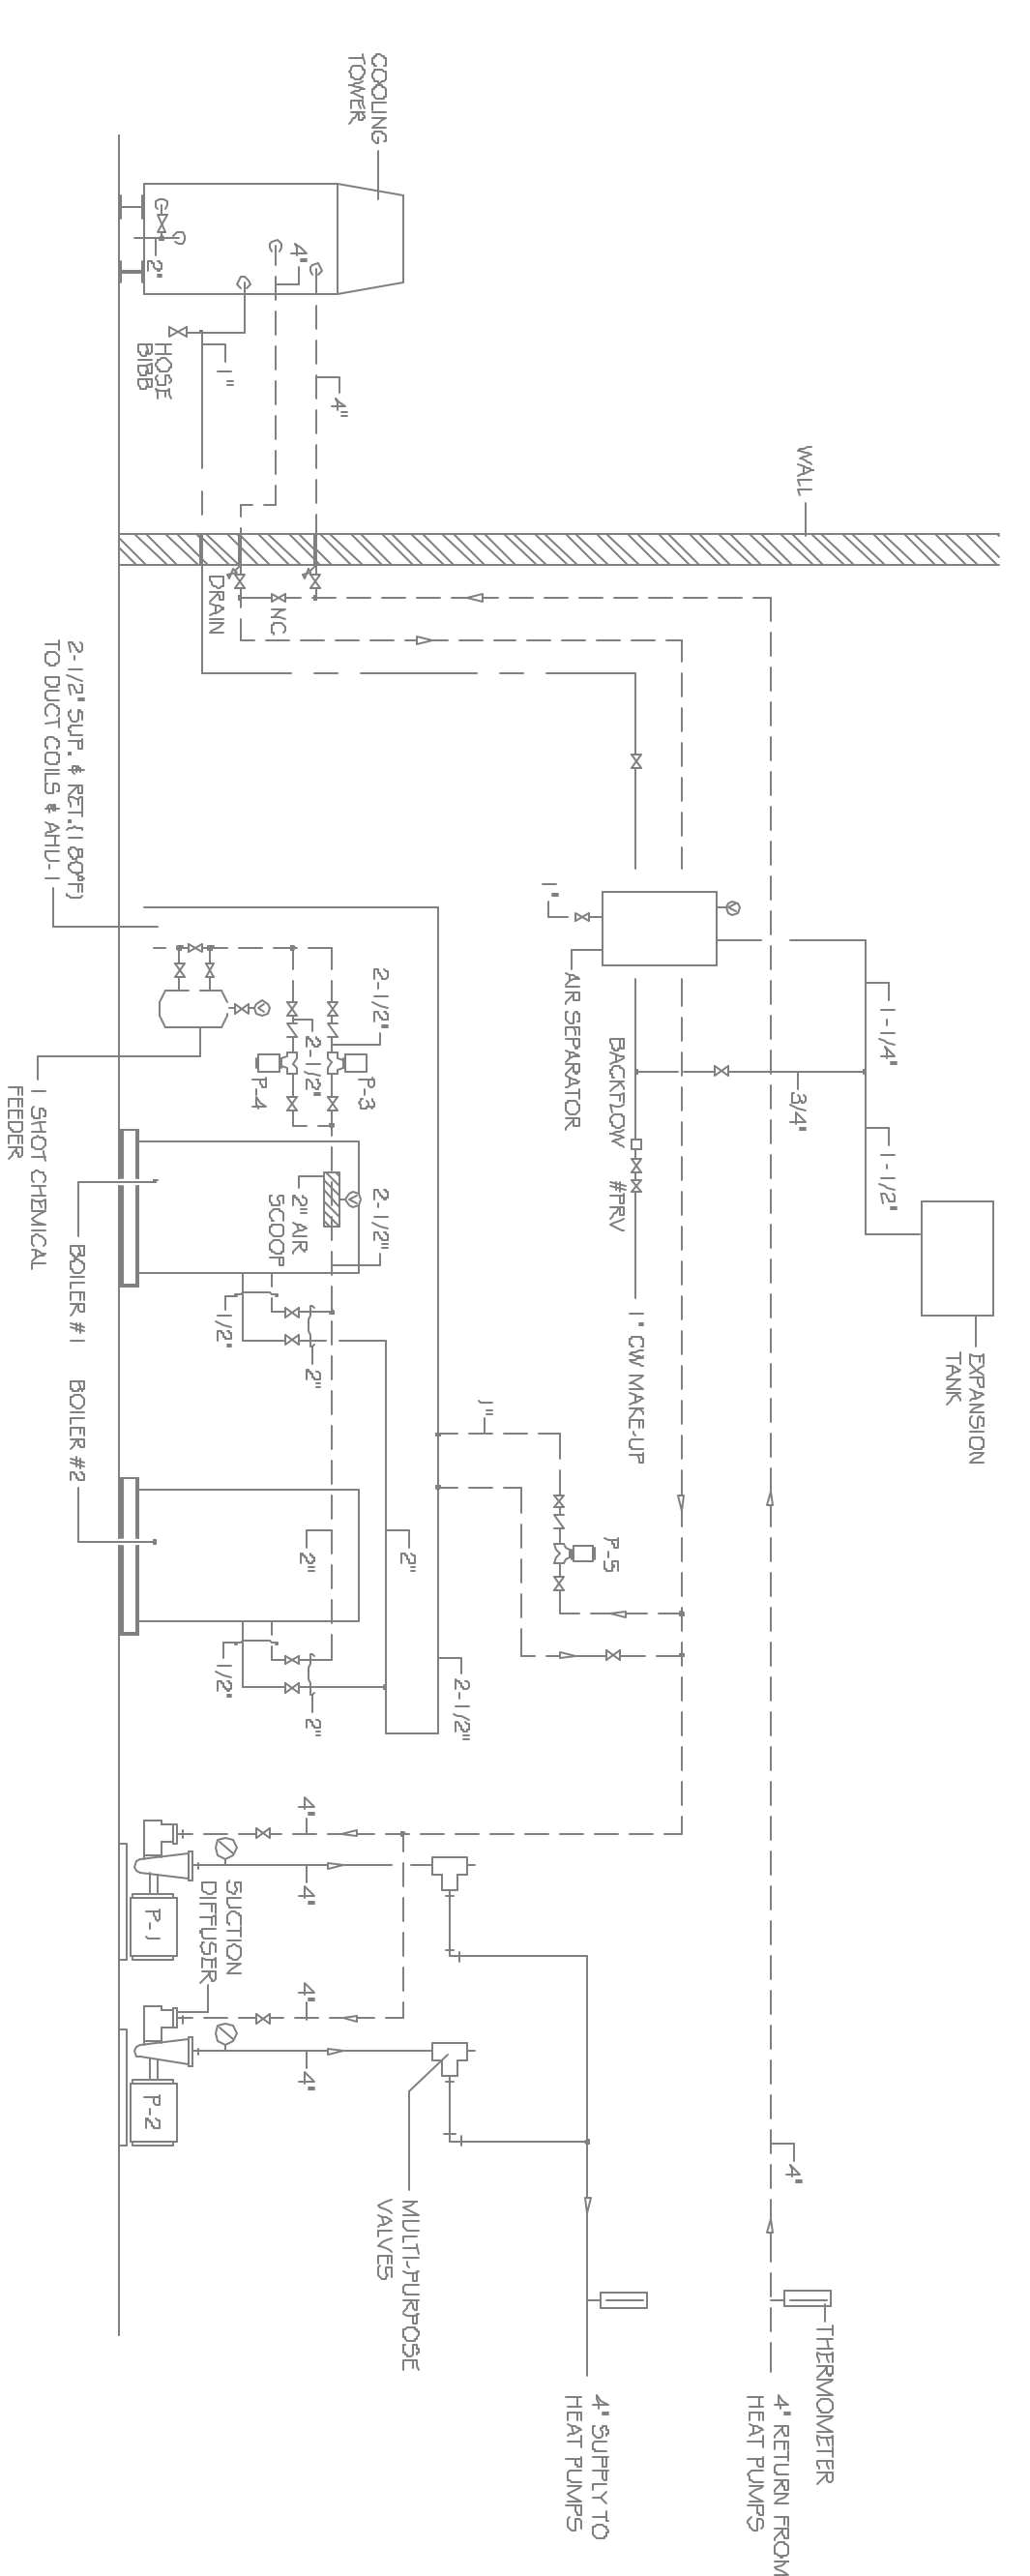 COOLING
TOWER
2"
4"
HOSE
BIBB
1"
4"
WALL
DRAIN
NC
2-1/2" SUP. & RET.(180°F)
TO DUCT COILS & AHU-1
1"
AIR SEPARATOR
1-1/4"
3/4"
1-1/2"
BACKFLOW #PRV
1" CW MAKE-UP
EXPANSION
TANK
2-1/2"
2-1/2"
P-3
P-4
1 SHOT CHEMICAL
FEEDER
2" AIR
SCOOP
2-1/2"
BOILER #1
1/2"
2"
BOILER #2
1"
P-5
2"
2"
1/2"
2"
2-1/2"
4"
4"
SUCTION
DIFFUSER
P-1
4"
4"
P-2
MULTI-PURPOSE
VALVES
4"
THERMOMETER
4" RETURN FROM
HEAT PUMPS
4" SUPPLY TO
HEAT PUMPS